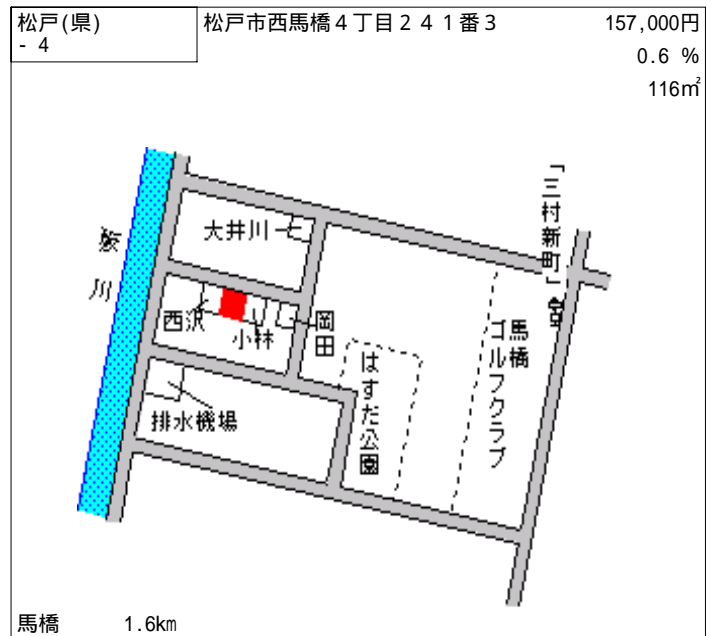 松戸(県)
- 4
松戸市西馬橋４丁目２４１番３
157,000円
0.6 %
116㎡
「三村新町」
大井川
川
西沢
小林
岡田
はすだ公園
馬橋
ゴルフクラブ
排水機場
馬橋 1.6km